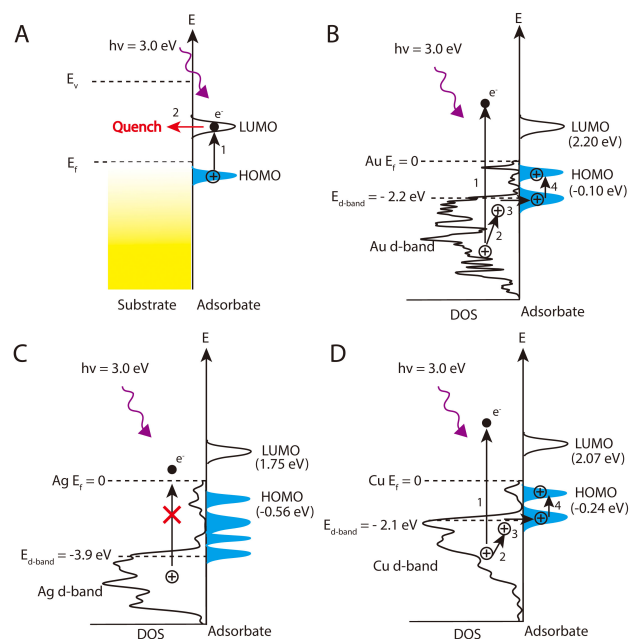 A
E
hν = 3.0 eV
Eᵥ
2
e⁻
Quench
LUMO
1
E_f
HOMO
Substrate
Adsorbate
B
E
hν = 3.0 eV
e⁻
LUMO
(2.20 eV)
Au E_f = 0
HOMO
(-0.10 eV)
1
4
E_d-band = - 2.2 eV
3
2
Au d-band
DOS
Adsorbate
C
E
hν = 3.0 eV
e⁻
LUMO
(1.75 eV)
Ag E_f = 0
HOMO
(-0.56 eV)
E_d-band = -3.9 eV
Ag d-band
DOS
Adsorbate
D
E
hν = 3.0 eV
e⁻
LUMO
(2.07 eV)
Cu E_f = 0
HOMO
(-0.24 eV)
1
4
E_d-band = - 2.1 eV
3
2
Cu d-band
DOS
Adsorbate